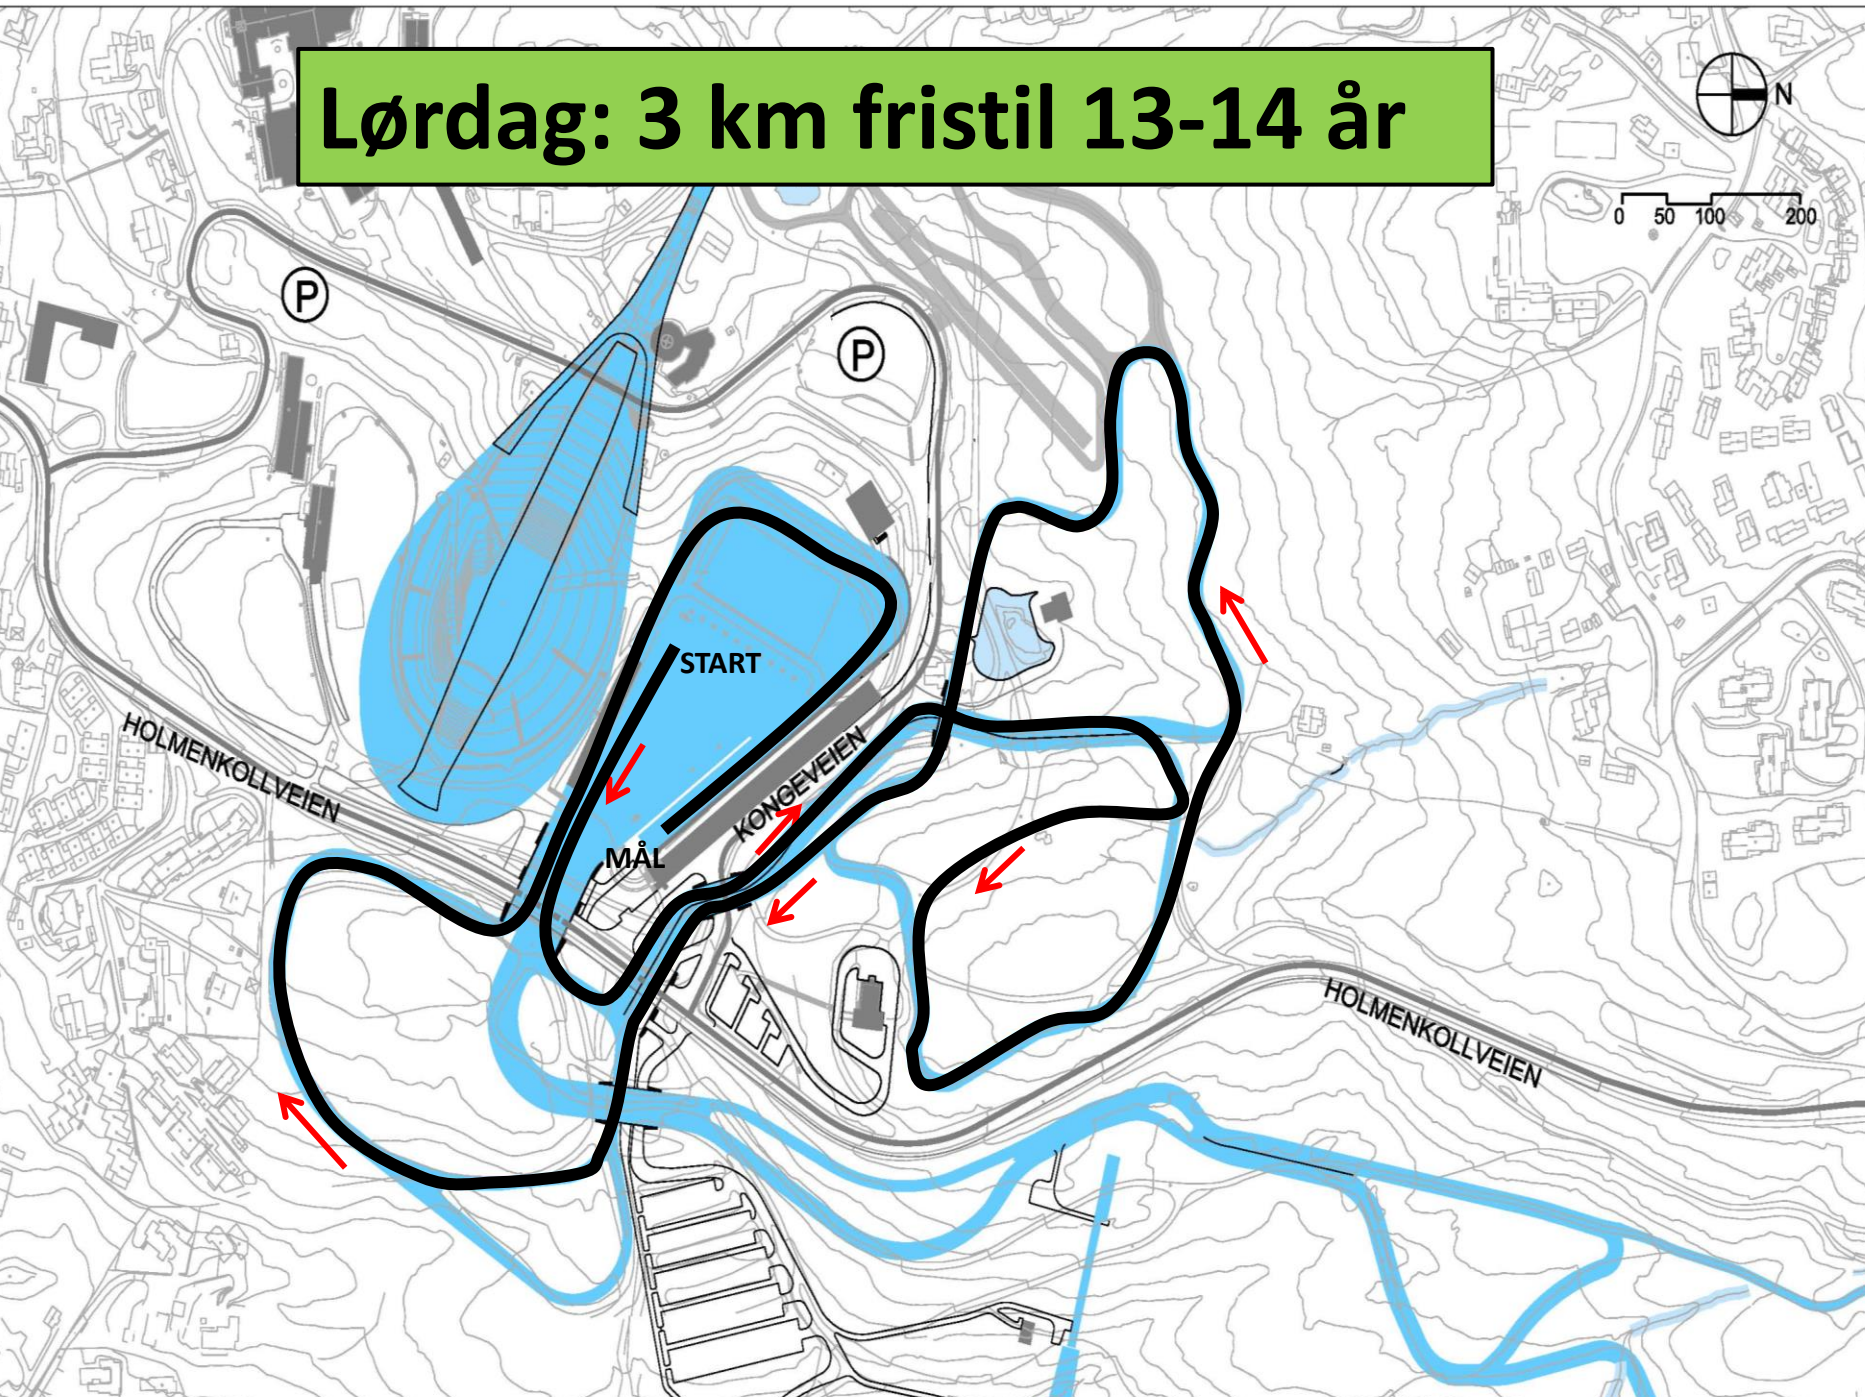 Lørdag: 3 km fristil 13-14 år
N
0 50 100 200
P
P
START
HOLMENKOLLVEIEN
KONGEVEIEN
MÅL
HOLMENKOLLVEIEN